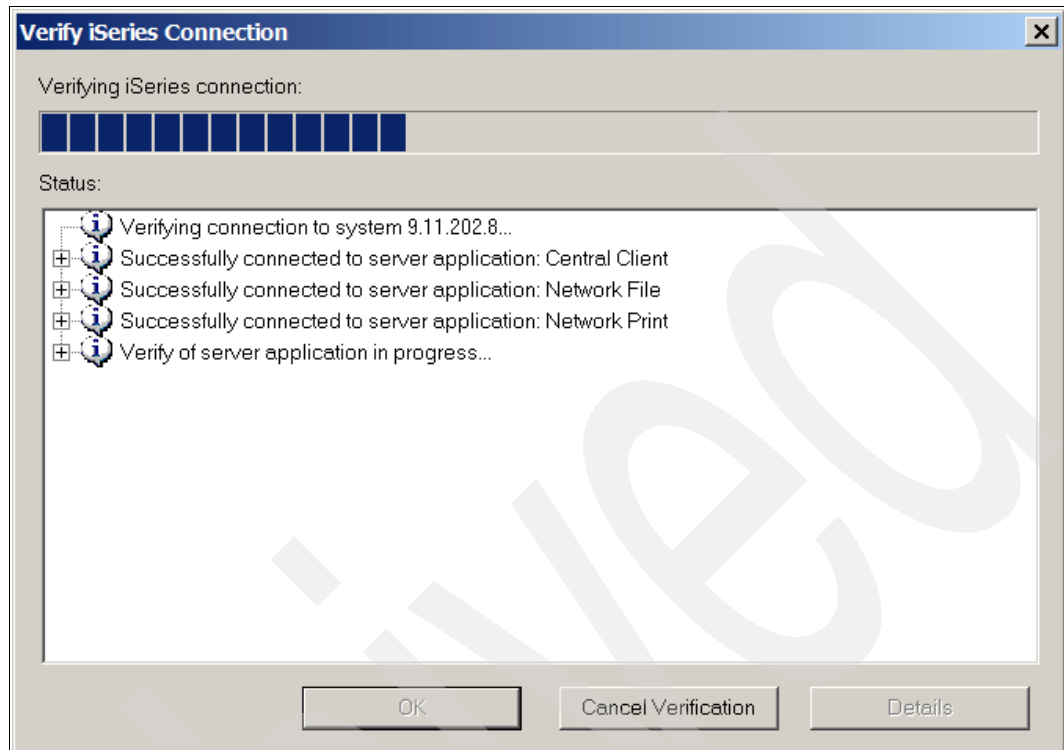 Verify iSeries Connection
Verifying iSeries connection:
Status:
Verifying connection to system 9.11.202.8...
Successfully connected to server application: Central Client
Successfully connected to server application: Network File
Successfully connected to server application: Network Print
Verify of server application in progress...
OK Cancel Verification Details